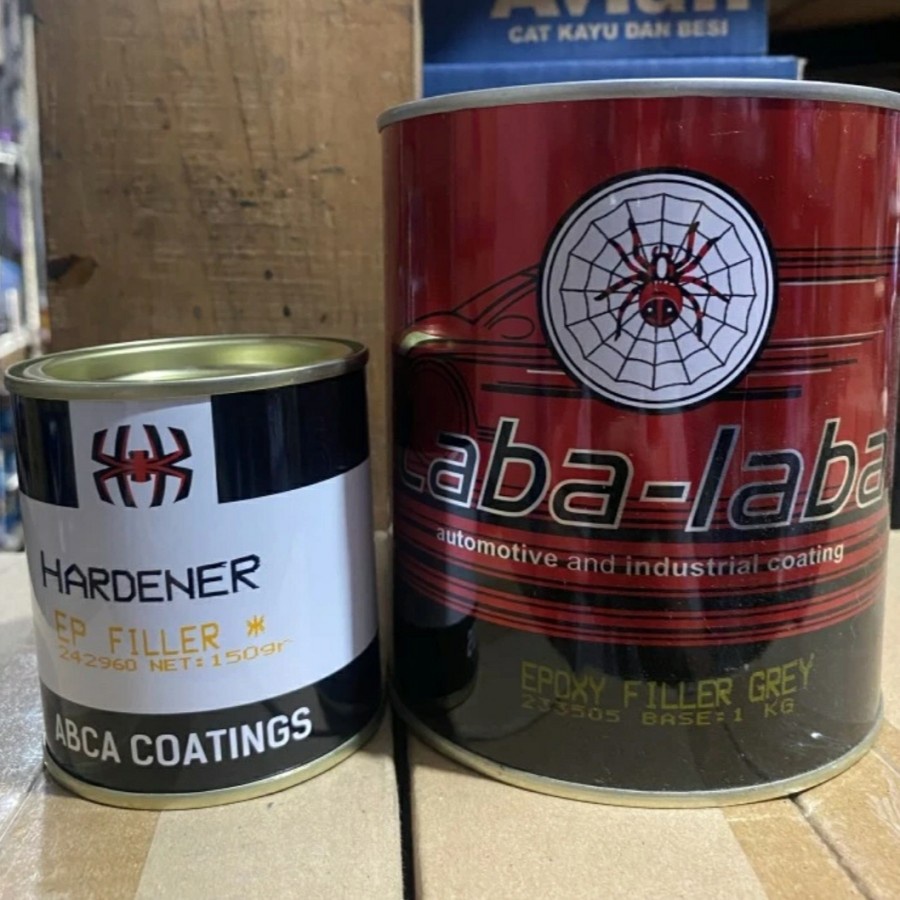 Avian
CAT KAYU DAN BESI
Laba-laba
automotive and industrial coating
EPOXY FILLER GREY
233505 BASE:1 KG
HARDENER
EP FILLER *
242960 NET:150gr
ABCA COATINGS